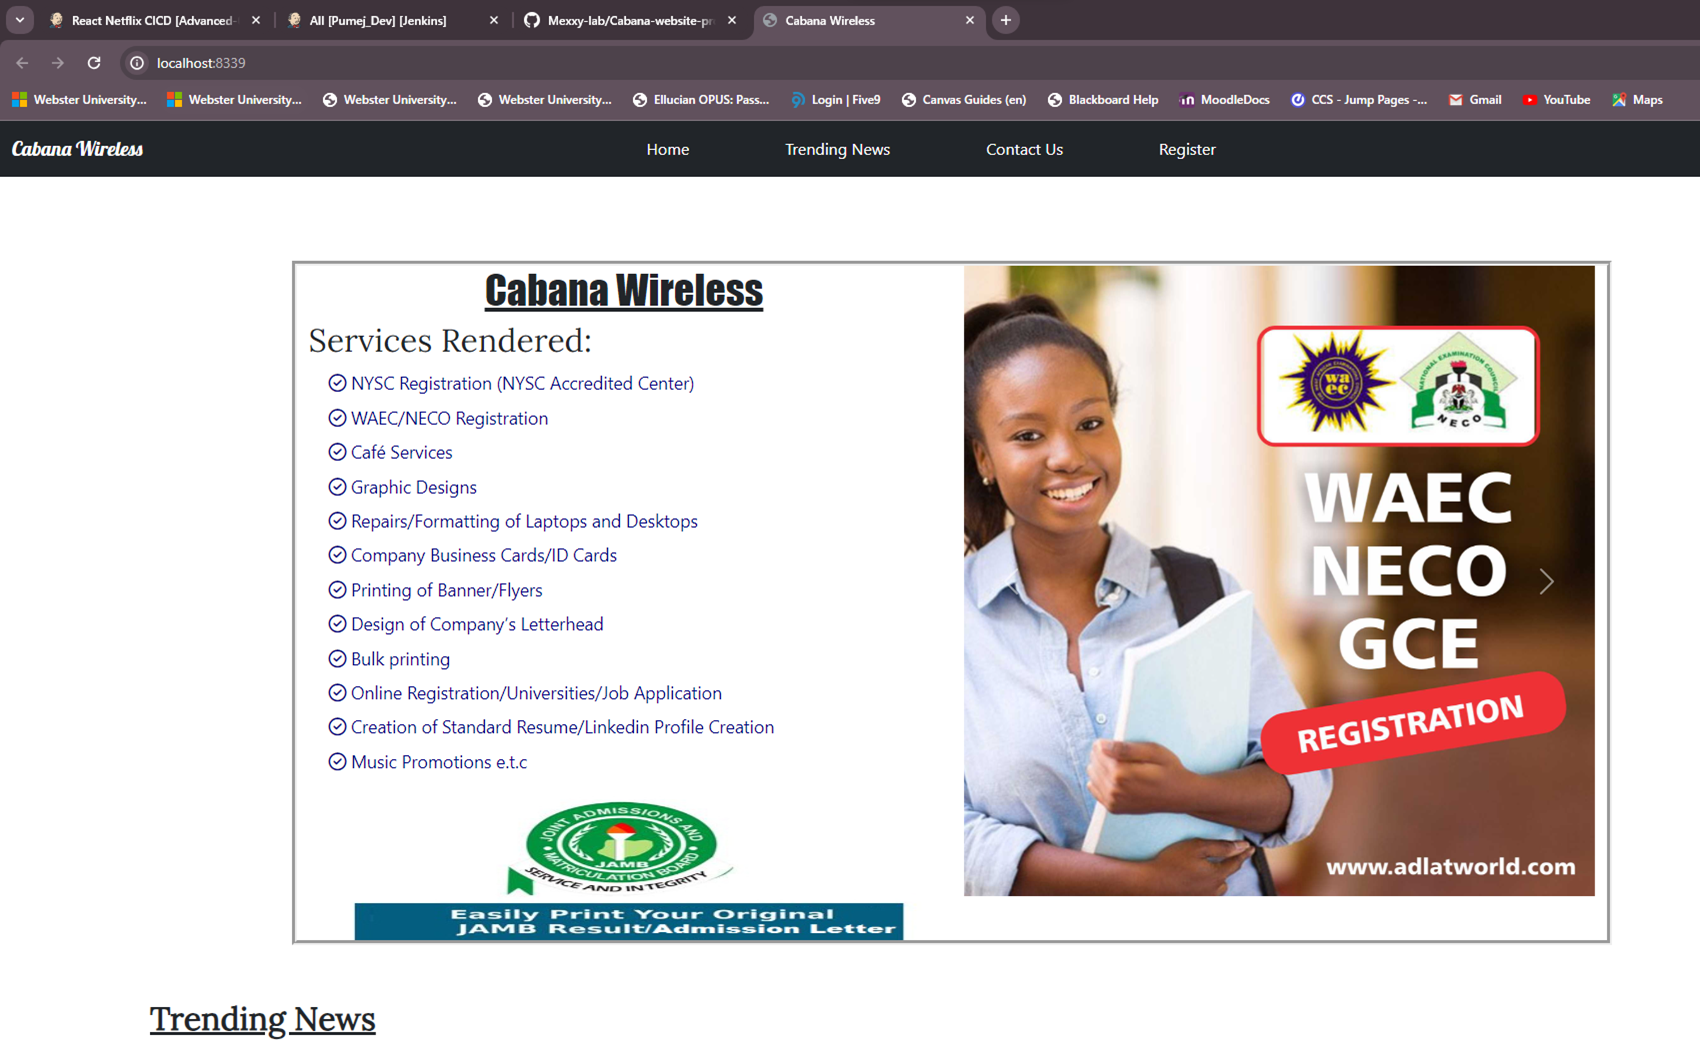 React Netflix CICD [Advanced-
All [Pumej_Dev] [Jenkins]
Mexxy-lab/Cabana-website-pr
Cabana Wireless
localhost:8339
Webster University...
Webster University...
Webster University...
Webster University...
Ellucian OPUS: Pass...
Login | Five9
Canvas Guides (en)
Blackboard Help
MoodleDocs
CCS - Jump Pages -...
Gmail
YouTube
Maps
Cabana Wireless
Home
Trending News
Contact Us
Register
Cabana Wireless
Services Rendered:
NYSC Registration (NYSC Accredited Center)
WAEC/NECO Registration
Café Services
Graphic Designs
Repairs/Formatting of Laptops and Desktops
Company Business Cards/ID Cards
Printing of Banner/Flyers
Design of Company's Letterhead
Bulk printing
Online Registration/Universities/Job Application
Creation of Standard Resume/Linkedin Profile Creation
Music Promotions e.t.c
JOINT ADMISSIONS AND
MATRICULATION BOARD
JAMB
SERVICE AND INTEGRITY
Easily Print Your Original
JAMB Result/Admission Letter
wa
ec
NATIONAL EXAMINATION COUNCIL
NECO
WAEC
NECO
GCE
REGISTRATION
www.adlatworld.com
Trending News